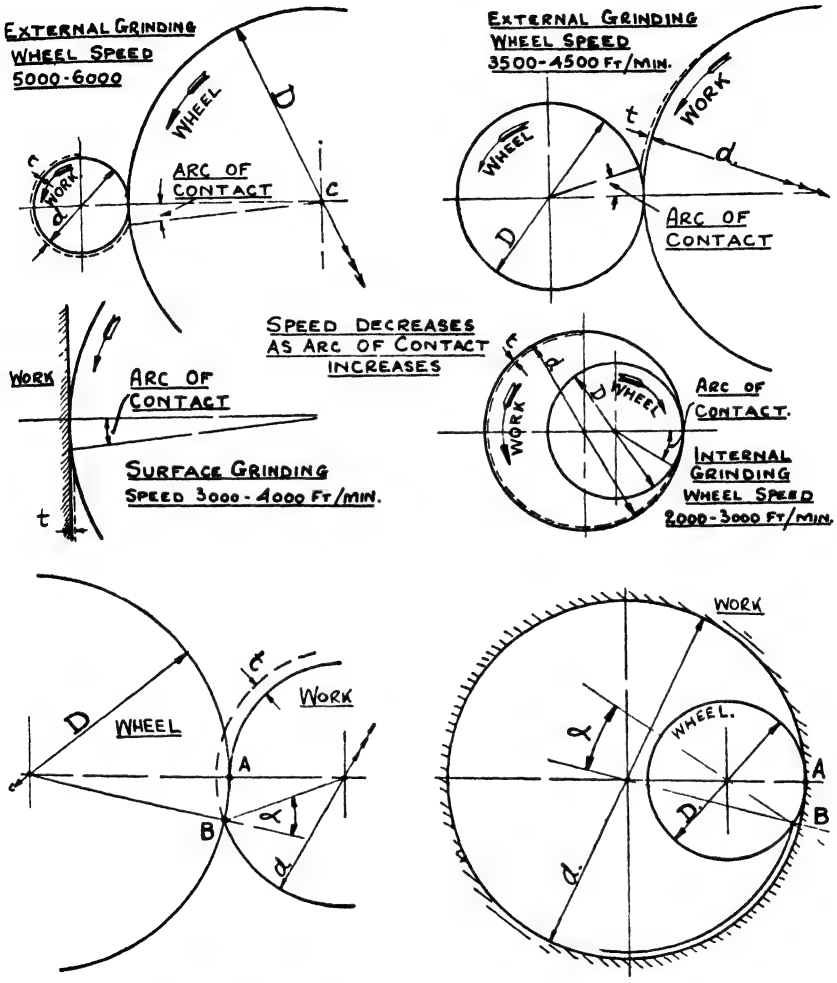 EXTERNAL GRINDING
WHEEL SPEED
5000-6000
D
WHEEL
t
WORK
d
ARC OF
CONTACT
C
EXTERNAL GRINDING
WHEEL SPEED
3500-4500 FT/MIN.
WORK
t
d.
WHEEL
D
ARC OF
CONTACT
WORK
ARC OF
CONTACT
SURFACE GRINDING
SPEED 3000-4000 FT/MIN.
t
SPEED DECREASES
AS ARC OF CONTACT
INCREASES
t
d
D
WHEEL
WORK
ARC OF
CONTACT.
INTERNAL
GRINDING
WHEEL SPEED
2000-3000 FT/MIN.
D
WHEEL
t
WORK
A
B
α
d
WORK
WHEEL.
α
A
B
D.
d.